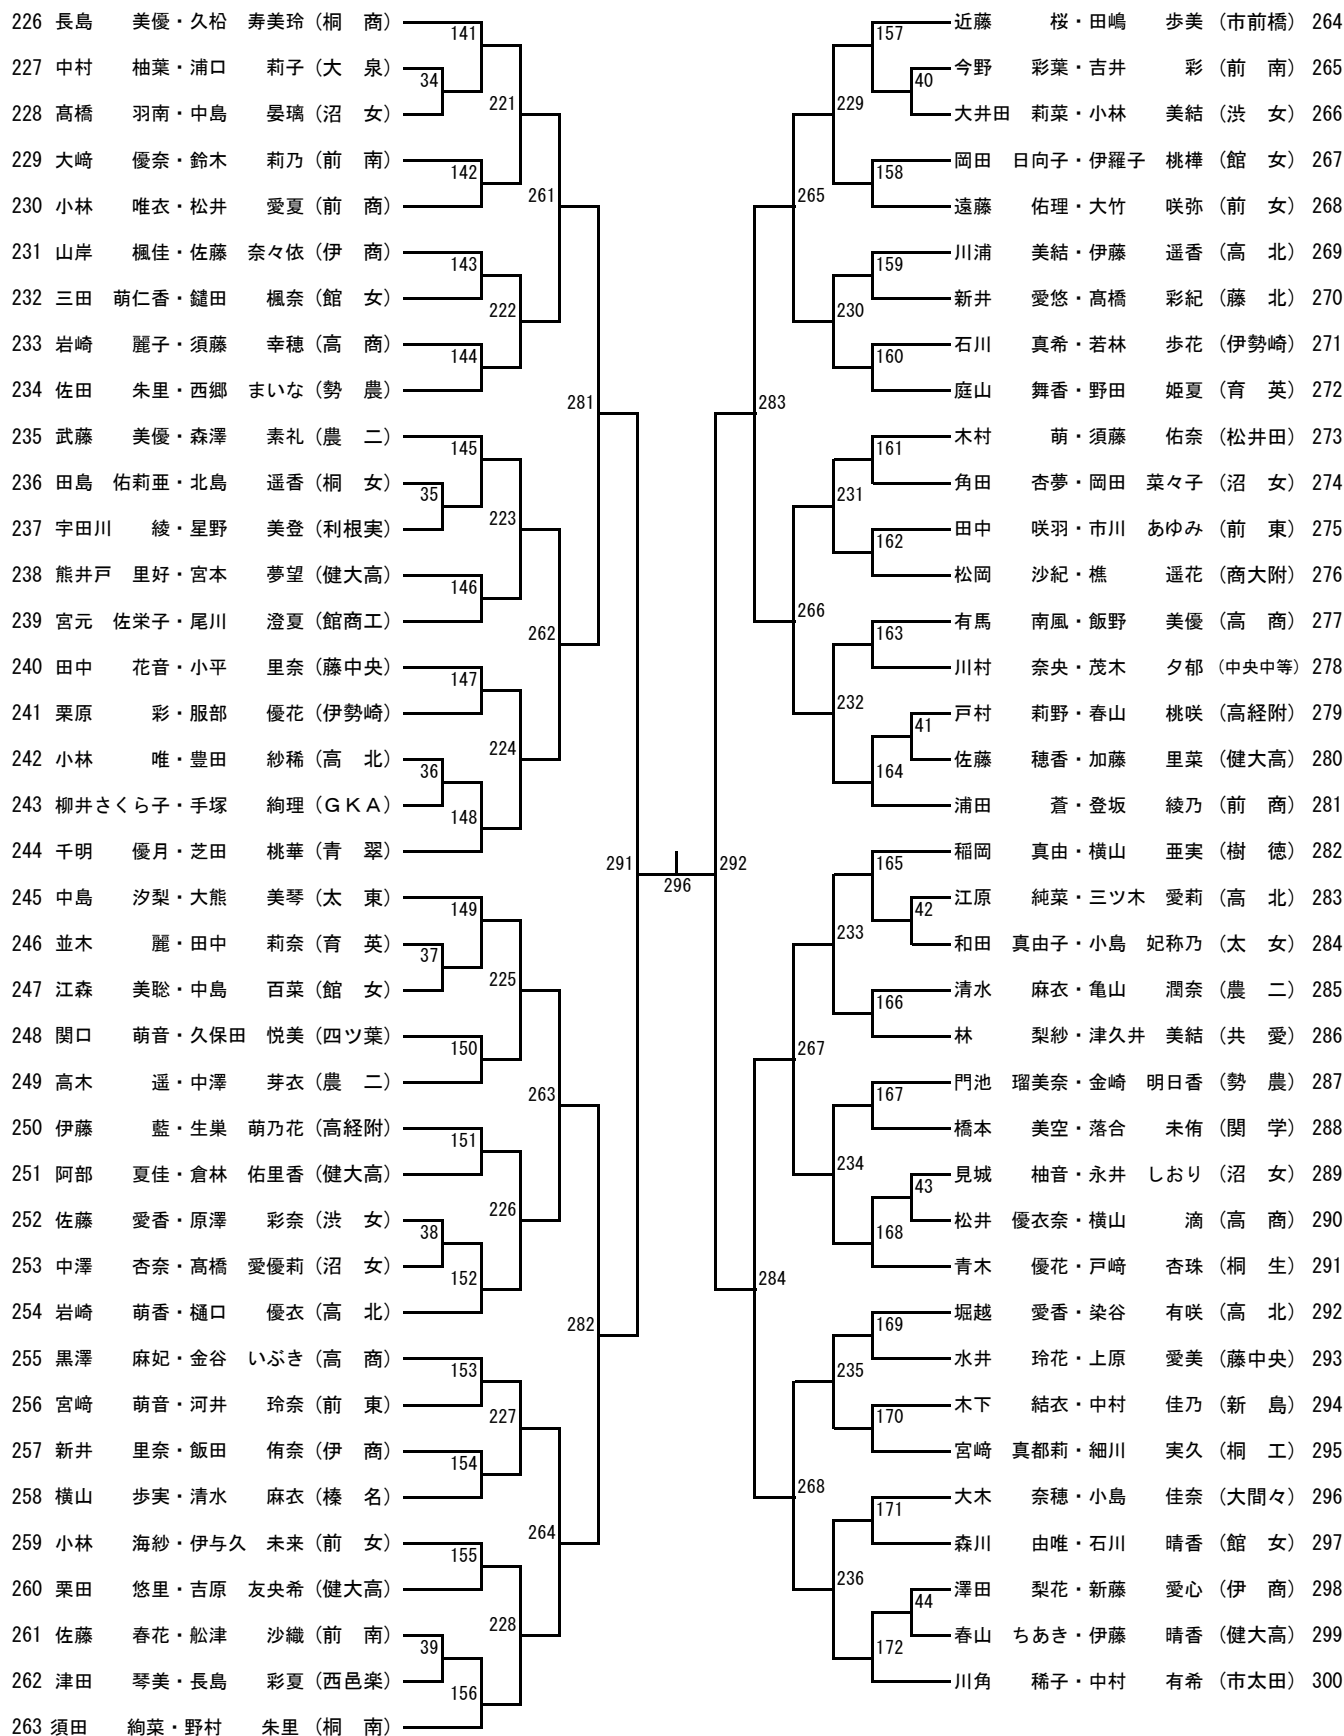 226 長島 美優・久松 寿美玲 (桐 商)
227 中村 柚葉・浦口 莉子 (大 泉)
228 髙橋 羽南・中島 晏璃 (沼 女)
229 大﨑 優奈・鈴木 莉乃 (前 南)
230 小林 唯衣・松井 愛夏 (前 商)
231 山岸 楓佳・佐藤 奈々依 (伊 商)
232 三田 萌仁香・鑓田 楓奈 (館 女)
233 岩崎 麗子・須藤 幸穂 (高 商)
234 佐田 朱里・西郷 まいな (勢 農)
235 武藤 美優・森澤 素礼 (農 二)
236 田島 佑莉亜・北島 遥香 (桐 女)
237 宇田川 綾・星野 美登 (利根実)
238 熊井戸 里好・宮本 夢望 (健大高)
239 宮元 佐栄子・尾川 澄夏 (館商工)
240 田中 花音・小平 里奈 (藤中央)
241 栗原 彩・服部 優花 (伊勢崎)
242 小林 唯・豊田 紗稀 (高 北)
243 柳井さくら子・手塚 絢理 (GKA)
244 千明 優月・芝田 桃華 (青 翠)
245 中島 汐梨・大熊 美琴 (太 東)
246 並木 麗・田中 莉奈 (育 英)
247 江森 美聡・中島 百菜 (館 女)
248 関口 萌音・久保田 悦美 (四ツ葉)
249 高木 遥・中澤 芽衣 (農 二)
250 伊藤 藍・生巣 萌乃花 (高経附)
251 阿部 夏佳・倉林 佑里香 (健大高)
252 佐藤 愛香・原澤 彩奈 (渋 女)
253 中澤 杏奈・髙橋 愛優莉 (沼 女)
254 岩崎 萌香・樋口 優衣 (高 北)
255 黒澤 麻妃・金谷 いぶき (高 商)
256 宮﨑 萌音・河井 玲奈 (前 東)
257 新井 里奈・飯田 侑奈 (伊 商)
258 横山 歩実・清水 麻衣 (榛 名)
259 小林 海紗・伊与久 未来 (前 女)
260 栗田 悠里・吉原 友央希 (健大高)
261 佐藤 春花・舩津 沙織 (前 南)
262 津田 琴美・長島 彩夏 (西邑楽)
263 須田 絢菜・野村 朱里 (桐 南)
141
34
221
142
261
143
222
144
281
145
35
223
146
262
147
224
36
148
291
149
37
225
150
263
151
226
38
152
282
153
227
154
264
155
228
39
156
296
292
157
40
229
158
265
159
230
160
283
161
231
162
266
163
232
41
164
165
42
233
166
267
167
234
43
168
284
169
235
170
268
171
236
44
172
近藤 桜・田嶋 歩美 (市前橋) 264
今野 彩葉・吉井 彩 (前 南) 265
大井田 莉菜・小林 美結 (渋 女) 266
岡田 日向子・伊羅子 桃樺 (館 女) 267
遠藤 佑理・大竹 咲弥 (前 女) 268
川浦 美結・伊藤 遥香 (高 北) 269
新井 愛悠・髙橋 彩紀 (藤 北) 270
石川 真希・若林 歩花 (伊勢崎) 271
庭山 舞香・野田 姫夏 (育 英) 272
木村 萌・須藤 佑奈 (松井田) 273
角田 杏夢・岡田 菜々子 (沼 女) 274
田中 咲羽・市川 あゆみ (前 東) 275
松岡 沙紀・樵 遥花 (商大附) 276
有馬 南風・飯野 美優 (高 商) 277
川村 奈央・茂木 夕郁 (中央中等) 278
戸村 莉野・春山 桃咲 (高経附) 279
佐藤 穂香・加藤 里菜 (健大高) 280
浦田 蒼・登坂 綾乃 (前 商) 281
稲岡 真由・横山 亜実 (樹 徳) 282
江原 純菜・三ツ木 愛莉 (高 北) 283
和田 真由子・小島 妃称乃 (太 女) 284
清水 麻衣・亀山 潤奈 (農 二) 285
林 梨紗・津久井 美結 (共 愛) 286
門池 瑠美奈・金崎 明日香 (勢 農) 287
橋本 美空・落合 未侑 (関 学) 288
見城 柚音・永井 しおり (沼 女) 289
松井 優衣奈・横山 滴 (高 商) 290
青木 優花・戸﨑 杏珠 (桐 生) 291
堀越 愛香・染谷 有咲 (高 北) 292
水井 玲花・上原 愛美 (藤中央) 293
木下 結衣・中村 佳乃 (新 島) 294
宮﨑 真都莉・細川 実久 (桐 工) 295
大木 奈穂・小島 佳奈 (大間々) 296
森川 由唯・石川 晴香 (館 女) 297
澤田 梨花・新藤 愛心 (伊 商) 298
春山 ちあき・伊藤 晴香 (健大高) 299
川角 稀子・中村 有希 (市太田) 300